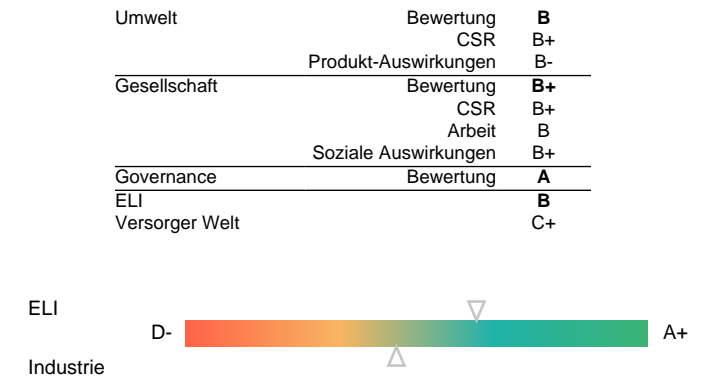 Umwelt Bewertung B
CSR B+
Produkt-Auswirkungen B-
Gesellschaft Bewertung B+
CSR B+
Arbeit B
Soziale Auswirkungen B+
Governance Bewertung A
ELI B
Versorger Welt C+
ELI
D- A+
Industrie